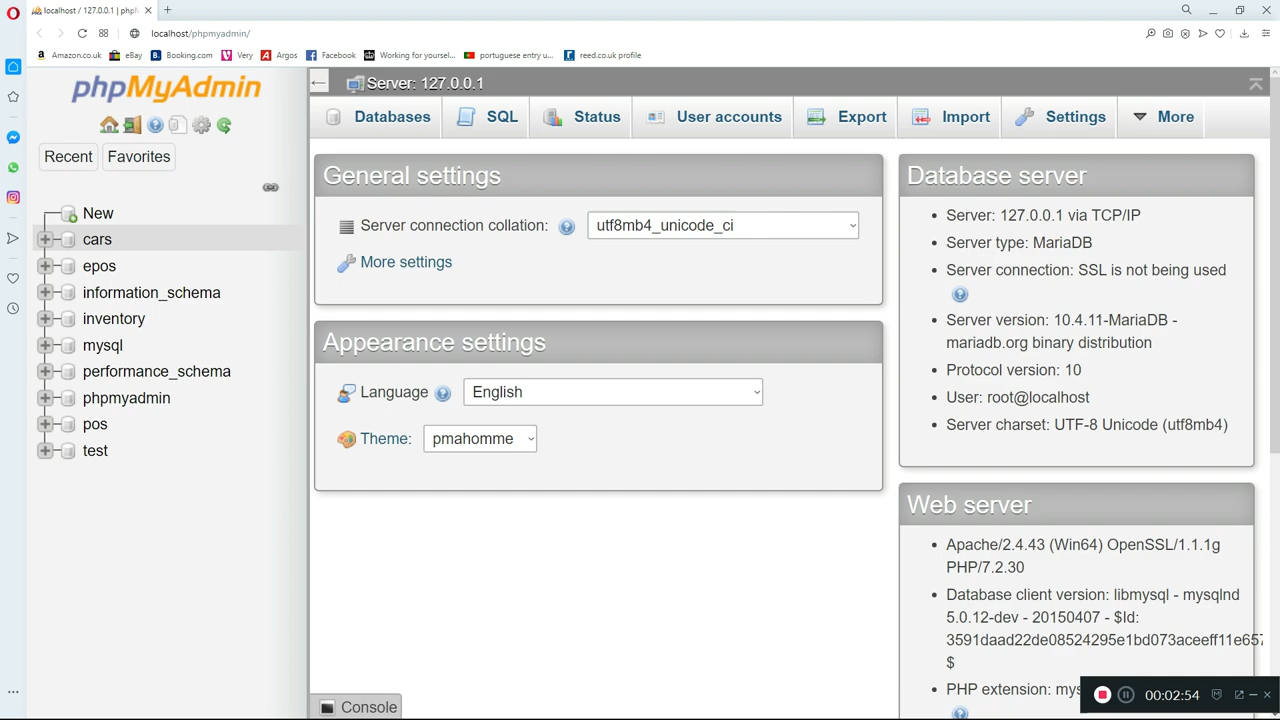 localhost / 127.0.0.1 | phpM
localhost/phpmyadmin/
Amazon.co.uk
eBay
Booking.com
Very
Argos
Facebook
Working for yoursel...
portuguese entry u...
reed.co.uk profile
phpMyAdmin
Recent
Favorites
New
cars
epos
information_schema
inventory
mysql
performance_schema
phpmyadmin
pos
test
Server: 127.0.0.1
Databases
SQL
Status
User accounts
Export
Import
Settings
More
General settings
Server connection collation:
utf8mb4_unicode_ci
More settings
Appearance settings
Language
English
Theme:
pmahomme
Database server
Server: 127.0.0.1 via TCP/IP
Server type: MariaDB
Server connection: SSL is not being used
Server version: 10.4.11-MariaDB -
mariadb.org binary distribution
Protocol version: 10
User: root@localhost
Server charset: UTF-8 Unicode (utf8mb4)
Web server
Apache/2.4.43 (Win64) OpenSSL/1.1.1g
PHP/7.2.30
Database client version: libmysql - mysqlnd
5.0.12-dev - 20150407 - $Id:
3591daad22de08524295e1bd073aceeff11e657
$
PHP extension: mys
Console
00:02:54